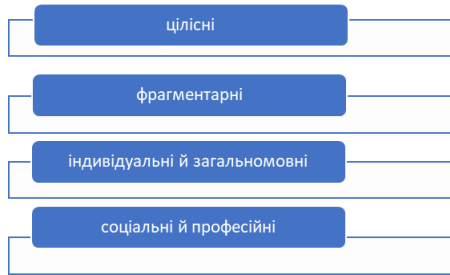 цілісні
фрагментарні
індивідуальні й загальномовні
соціальні й професійні